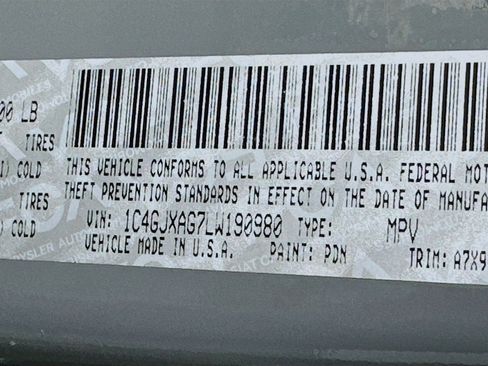 00 LB
TIRES
COLD
THIS VEHICLE CONFORMS TO ALL APPLICABLE U.S.A. FEDERAL MOT
TIRES
THEFT PREVENTION STANDARDS IN EFFECT ON THE DATE OF MANUFA
) COLD
VIN: 1C4GJXAG7LW190980 TYPE: MPV
VEHICLE MADE IN U.S.A. PAINT: PDN TRIM: A7X9